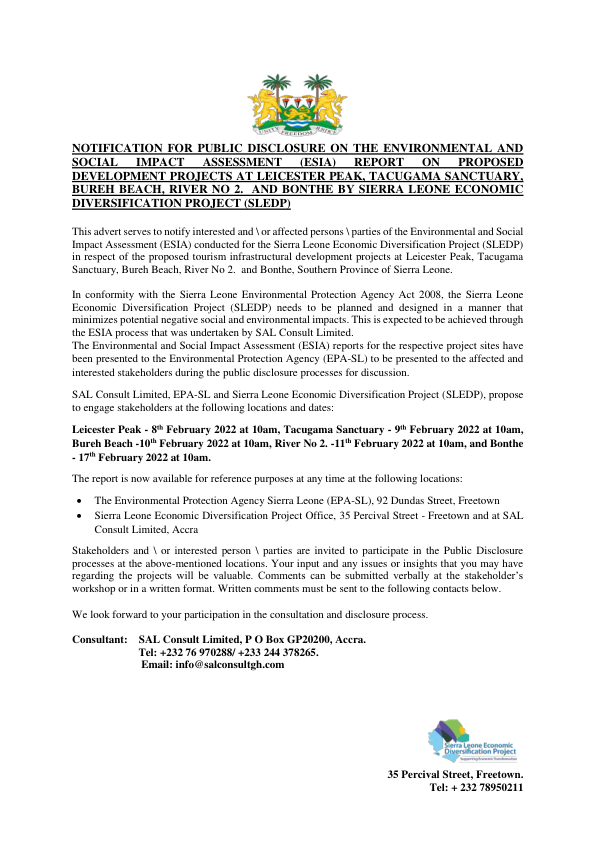 UNITY FREEDOM JUSTICE
NOTIFICATION FOR PUBLIC DISCLOSURE ON THE ENVIRONMENTAL AND
SOCIAL IMPACT ASSESSMENT (ESIA) REPORT ON PROPOSED
DEVELOPMENT PROJECTS AT LEICESTER PEAK, TACUGAMA SANCTUARY,
BUREH BEACH, RIVER NO 2. AND BONTHE BY SIERRA LEONE ECONOMIC
DIVERSIFICATION PROJECT (SLEDP)
This advert serves to notify interested and \ or affected persons \ parties of the Environmental and Social
Impact Assessment (ESIA) conducted for the Sierra Leone Economic Diversification Project (SLEDP)
in respect of the proposed tourism infrastructural development projects at Leicester Peak, Tacugama
Sanctuary, Bureh Beach, River No 2. and Bonthe, Southern Province of Sierra Leone.
In conformity with the Sierra Leone Environmental Protection Agency Act 2008, the Sierra Leone
Economic Diversification Project (SLEDP) needs to be planned and designed in a manner that
minimizes potential negative social and environmental impacts. This is expected to be achieved through
the ESIA process that was undertaken by SAL Consult Limited.
The Environmental and Social Impact Assessment (ESIA) reports for the respective project sites have
been presented to the Environmental Protection Agency (EPA-SL) to be presented to the affected and
interested stakeholders during the public disclosure processes for discussion.
SAL Consult Limited, EPA-SL and Sierra Leone Economic Diversification Project (SLEDP), propose
to engage stakeholders at the following locations and dates:
Leicester Peak - 8th February 2022 at 10am, Tacugama Sanctuary - 9th February 2022 at 10am,
Bureh Beach -10th February 2022 at 10am, River No 2. -11th February 2022 at 10am, and Bonthe
- 17th February 2022 at 10am.
The report is now available for reference purposes at any time at the following locations:
• The Environmental Protection Agency Sierra Leone (EPA-SL), 92 Dundas Street, Freetown
• Sierra Leone Economic Diversification Project Office, 35 Percival Street - Freetown and at SAL
Consult Limited, Accra
Stakeholders and \ or interested person \ parties are invited to participate in the Public Disclosure
processes at the above-mentioned locations. Your input and any issues or insights that you may have
regarding the projects will be valuable. Comments can be submitted verbally at the stakeholder’s
workshop or in a written format. Written comments must be sent to the following contacts below.
We look forward to your participation in the consultation and disclosure process.
Consultant: SAL Consult Limited, P O Box GP20200, Accra.
Tel: +232 76 970288/ +233 244 378265.
Email: info@salconsultgh.com
Sierra Leone Economic
Diversification Project
Supporting Economic Transformation
35 Percival Street, Freetown.
Tel: + 232 78950211